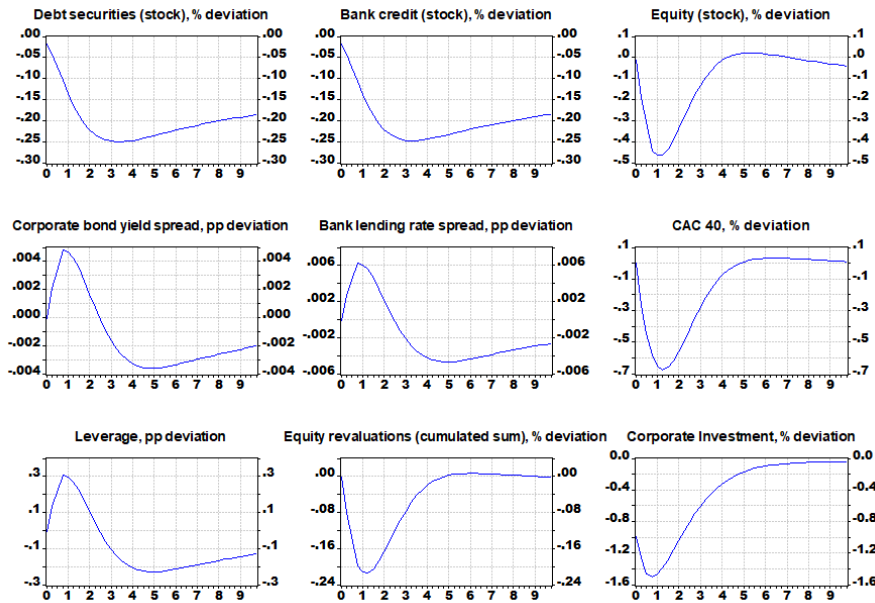 Debt securities (stock), % deviation
.00 .00
-.05 -.05
-.10 -.10
-.15 -.15
-.20 -.20
-.25 -.25
-.30 -.30
0 1 2 3 4 5 6 7 8 9
Bank credit (stock), % deviation
.00 .00
-.05 -.05
-.10 -.10
-.15 -.15
-.20 -.20
-.25 -.25
-.30 -.30
0 1 2 3 4 5 6 7 8 9
Equity (stock), % deviation
.1 .1
.0 .0
-.1 -.1
-.2 -.2
-.3 -.3
-.4 -.4
-.5 -.5
0 1 2 3 4 5 6 7 8 9
Corporate bond yield spread, pp deviation
.004 .004
.002 .002
.000 .000
-.002 -.002
-.004 -.004
0 1 2 3 4 5 6 7 8 9
Bank lending rate spread, pp deviation
.006 .006
.002 .002
-.002 -.002
-.006 -.006
0 1 2 3 4 5 6 7 8 9
CAC 40, % deviation
.1 .1
-.1 -.1
-.3 -.3
-.5 -.5
-.7 -.7
0 1 2 3 4 5 6 7 8 9
Leverage, pp deviation
.3 .3
.1 .1
-.1 -.1
-.3 -.3
0 1 2 3 4 5 6 7 8 9
Equity revaluations (cumulated sum), % deviation
.00 .00
-.08 -.08
-.16 -.16
-.24 -.24
0 1 2 3 4 5 6 7 8 9
Corporate Investment, % deviation
0.0 0.0
-0.4 -0.4
-0.8 -0.8
-1.2 -1.2
-1.6 -1.6
0 1 2 3 4 5 6 7 8 9